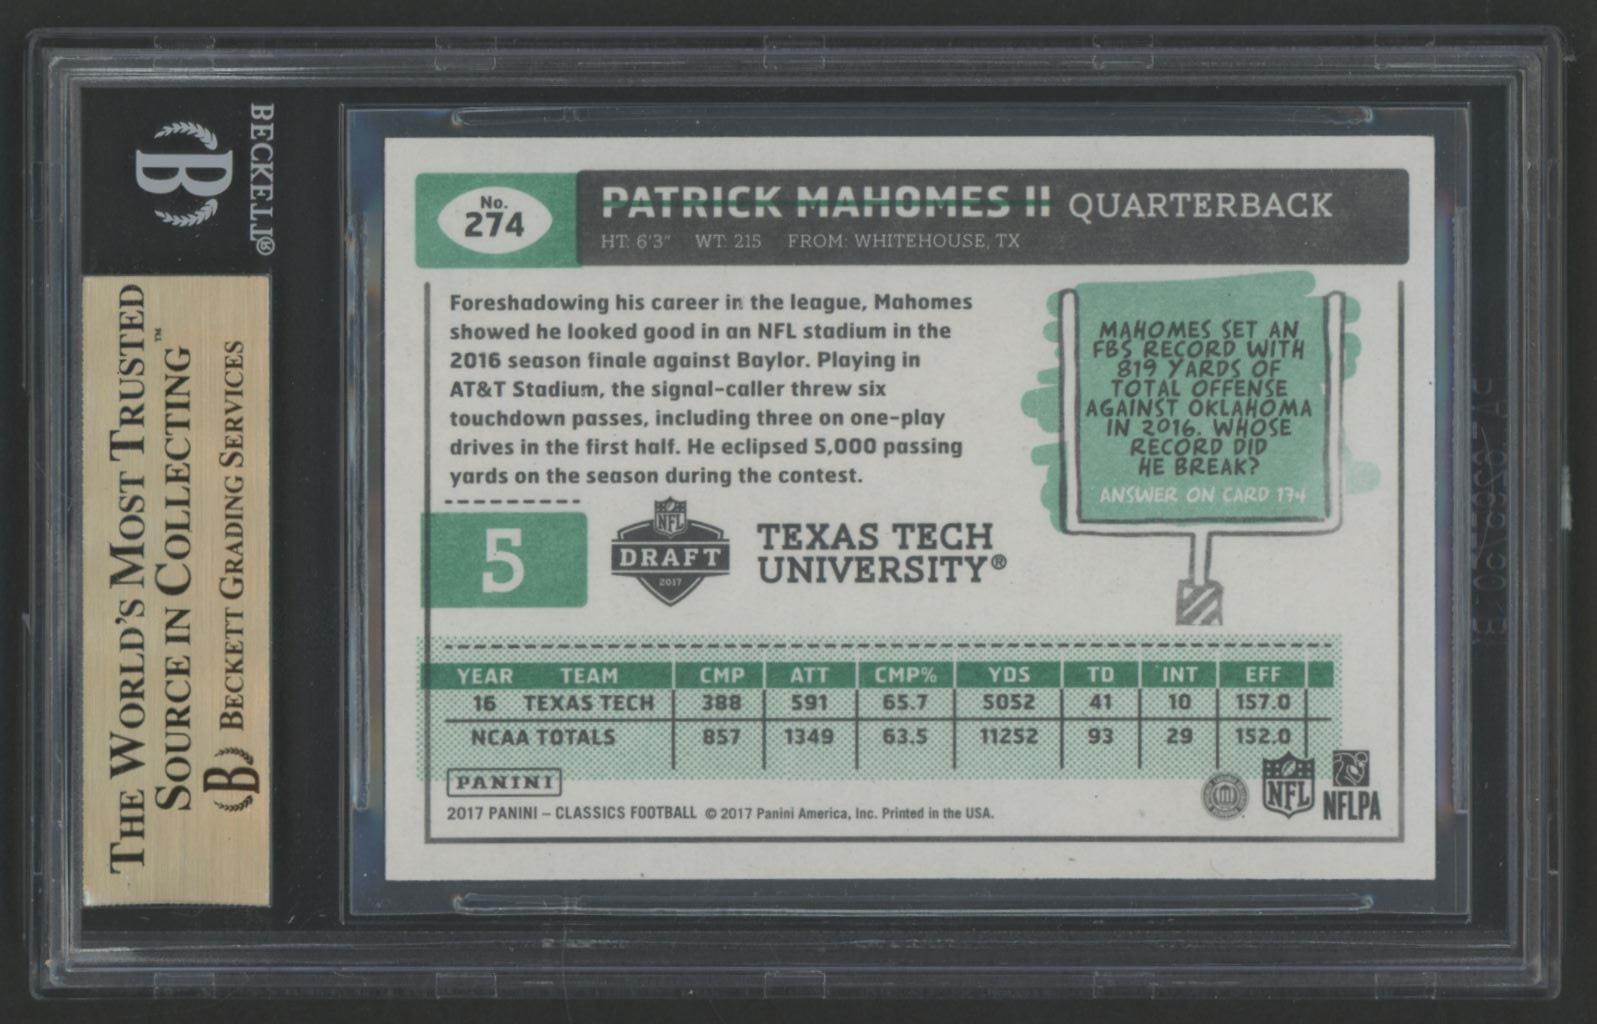 BECKETT®
B
THE WORLD'S MOST TRUSTED™
SOURCE IN COLLECTING
B BECKETT GRADING SERVICES
No.
274
PATRICK MAHOMES II QUARTERBACK
HT: 6'3" WT: 215 FROM: WHITEHOUSE, TX
Foreshadowing his career in the league, Mahomes
showed he looked good in an NFL stadium in the
2016 season finale against Baylor. Playing in
AT&T Stadium, the signal-caller threw six
touchdown passes, including three on one-play
drives in the first half. He eclipsed 5,000 passing
yards on the season during the contest.
MAHOMES SET AN
FBS RECORD WITH
819 YARDS OF
TOTAL OFFENSE
AGAINST OKLAHOMA
IN 2016. WHOSE
RECORD DID
HE BREAK?
ANSWER ON CARD 174
5
NFL
DRAFT
2017
TEXAS TECH
UNIVERSITY®
YEAR TEAM CMP ATT CMP% YDS TD INT EFF
16 TEXAS TECH 388 591 65.7 5052 41 10 157.0
NCAA TOTALS 857 1349 63.5 11252 93 29 152.0
PANINI
2017 PANINI – CLASSICS FOOTBALL © 2017 Panini America, Inc. Printed in the USA.
NFL
NFLPA